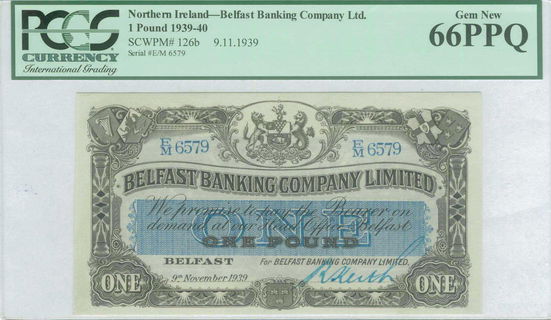 PCGS
CURRENCY
International Grading
Northern Ireland—Belfast Banking Company Ltd.
1 Pound 1939-40
SCWPM# 126b 9.11.1939
Serial #E/M 6579
Gem New
66PPQ
E/M 6579
E/M 6579
BELFAST BANKING COMPANY LIMITED
We promise to pay the Bearer on
demand at our Head Office Belfast
ONE
ONE POUND
BELFAST For BELFAST BANKING COMPANY LIMITED.
9th November 1939
ONE
ONE